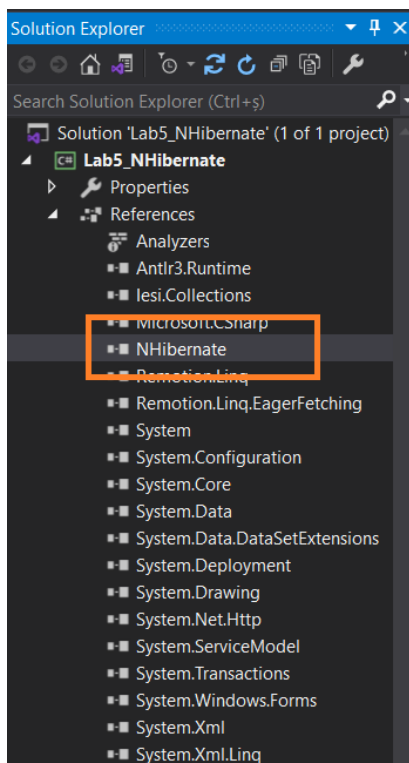 Solution Explorer
Search Solution Explorer (Ctrl+ș)
Solution 'Lab5_NHibernate' (1 of 1 project)
C# Lab5_NHibernate
Properties
References
Analyzers
Antlr3.Runtime
Iesi.Collections
Microsoft.CSharp
NHibernate
Remotion.Linq
Remotion.Linq.EagerFetching
System
System.Configuration
System.Core
System.Data
System.Data.DataSetExtensions
System.Deployment
System.Drawing
System.Net.Http
System.ServiceModel
System.Transactions
System.Windows.Forms
System.Xml
System.Xml.Linq